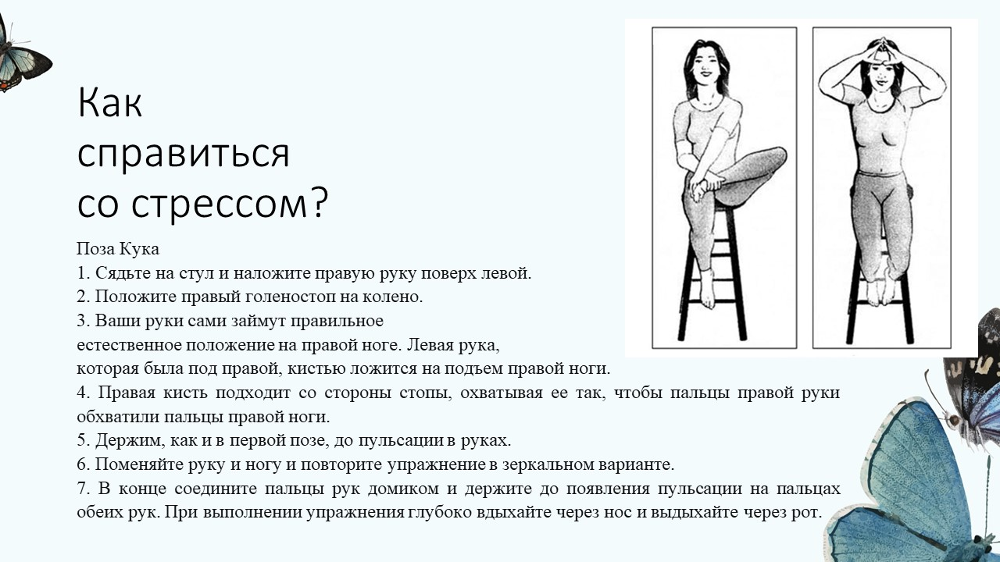 Как
справиться
со стрессом?
Поза Кука
1. Сядьте на стул и наложите правую руку поверх левой.
2. Положите правый голеностоп на колено.
3. Ваши руки сами займут правильное
естественное положение на правой ноге. Левая рука,
которая была под правой, кистью ложится на подъем правой ноги.
4. Правая кисть подходит со стороны стопы, охватывая ее так, чтобы пальцы правой руки
обхватили пальцы правой ноги.
5. Держим, как и в первой позе, до пульсации в руках.
6. Поменяйте руку и ногу и повторите упражнение в зеркальном варианте.
7. В конце соедините пальцы рук домиком и держите до появления пульсации на пальцах
обеих рук. При выполнении упражнения глубоко вдыхайте через нос и выдыхайте через рот.